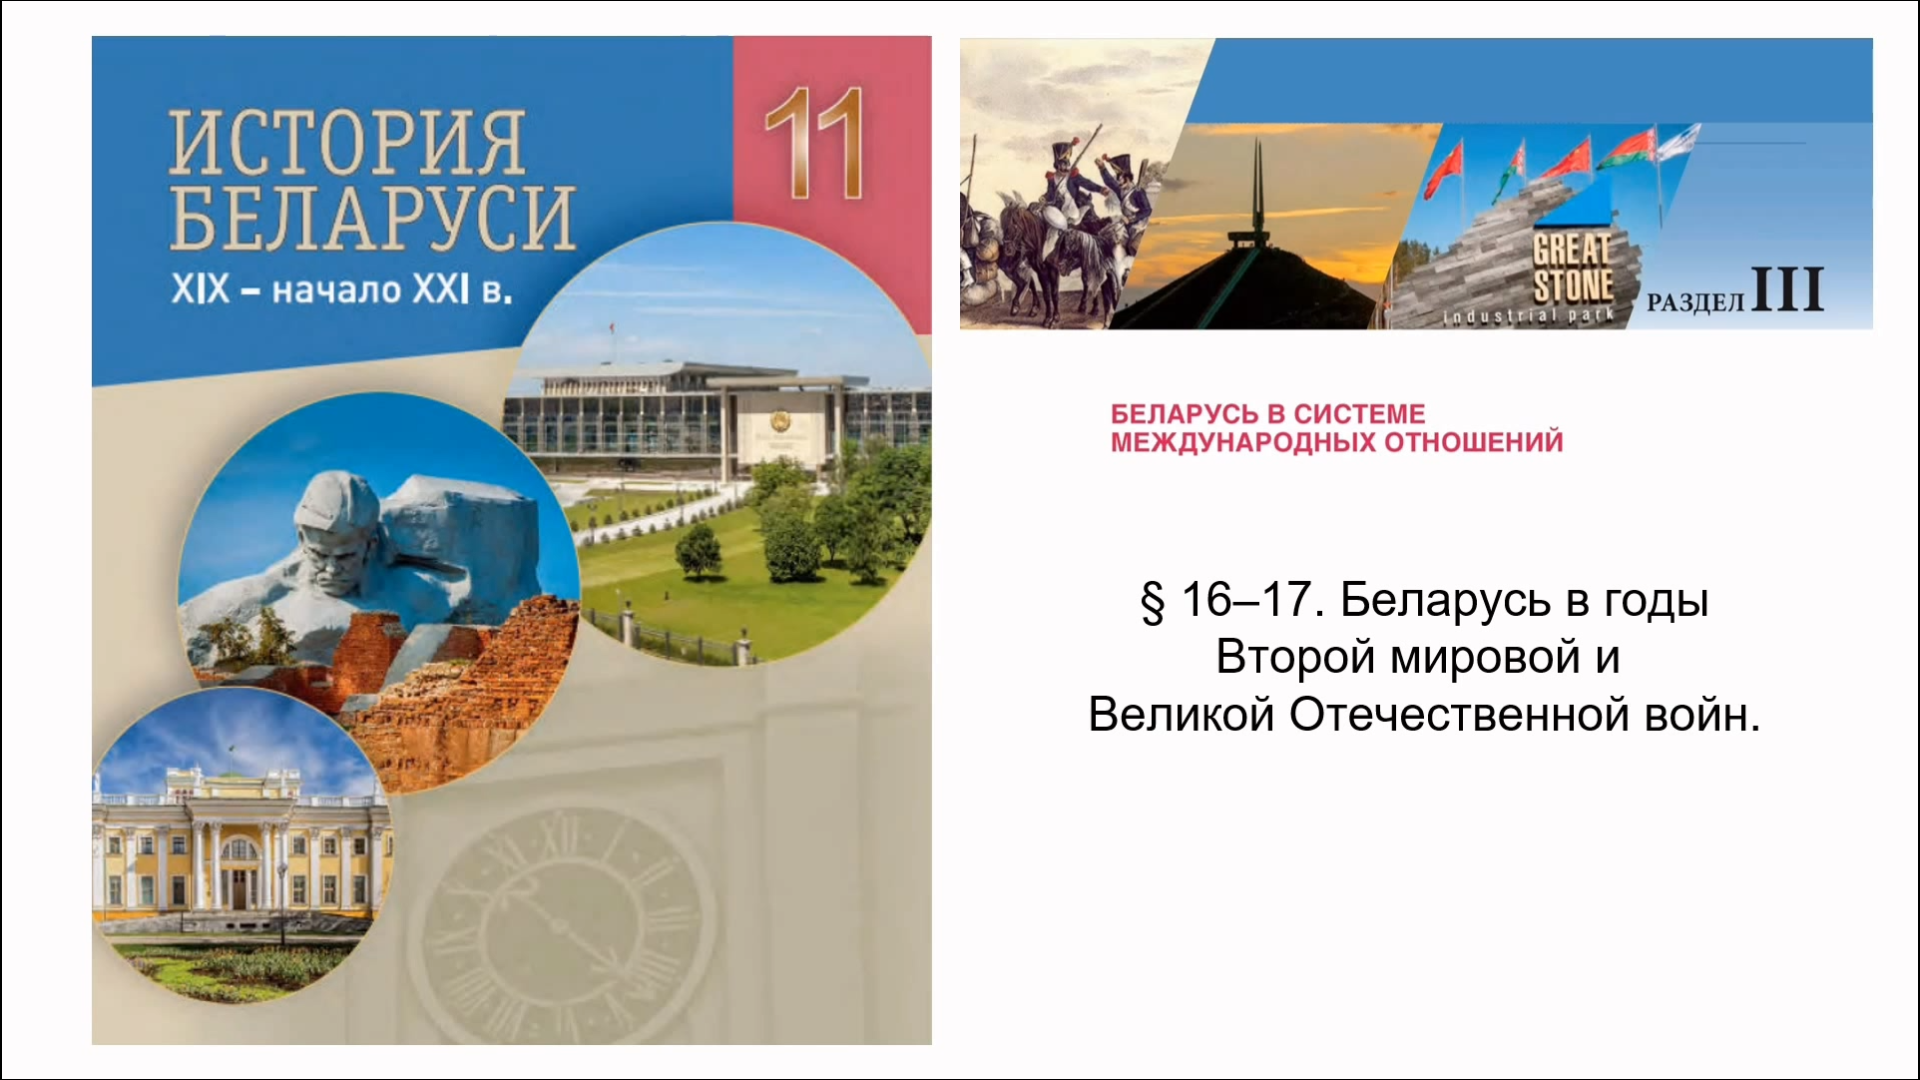 ИСТОРИЯ
БЕЛАРУСИ
XIX – начало XXI в.
11
GREAT
STONE
industrial park
РАЗДЕЛ III
БЕЛАРУСЬ В СИСТЕМЕ
МЕЖДУНАРОДНЫХ ОТНОШЕНИЙ
§ 16–17. Беларусь в годы
Второй мировой и
Великой Отечественной войн.